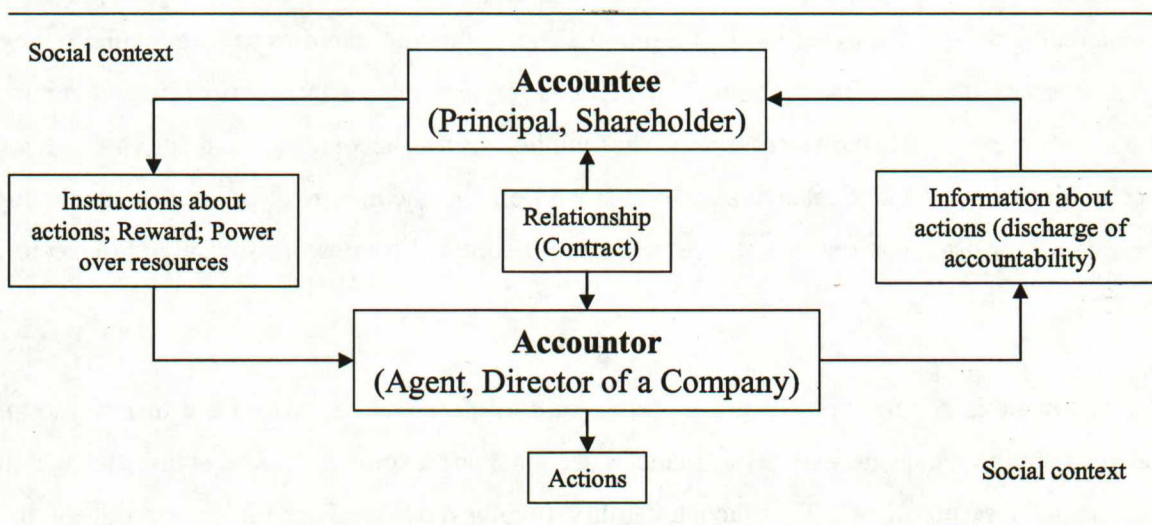 Social context
Accountee
(Principal, Shareholder)
Instructions about
actions; Reward; Power
over resources
Relationship
(Contract)
Information about
actions (discharge of
accountability)
Accountor
(Agent, Director of a Company)
Actions
Social context